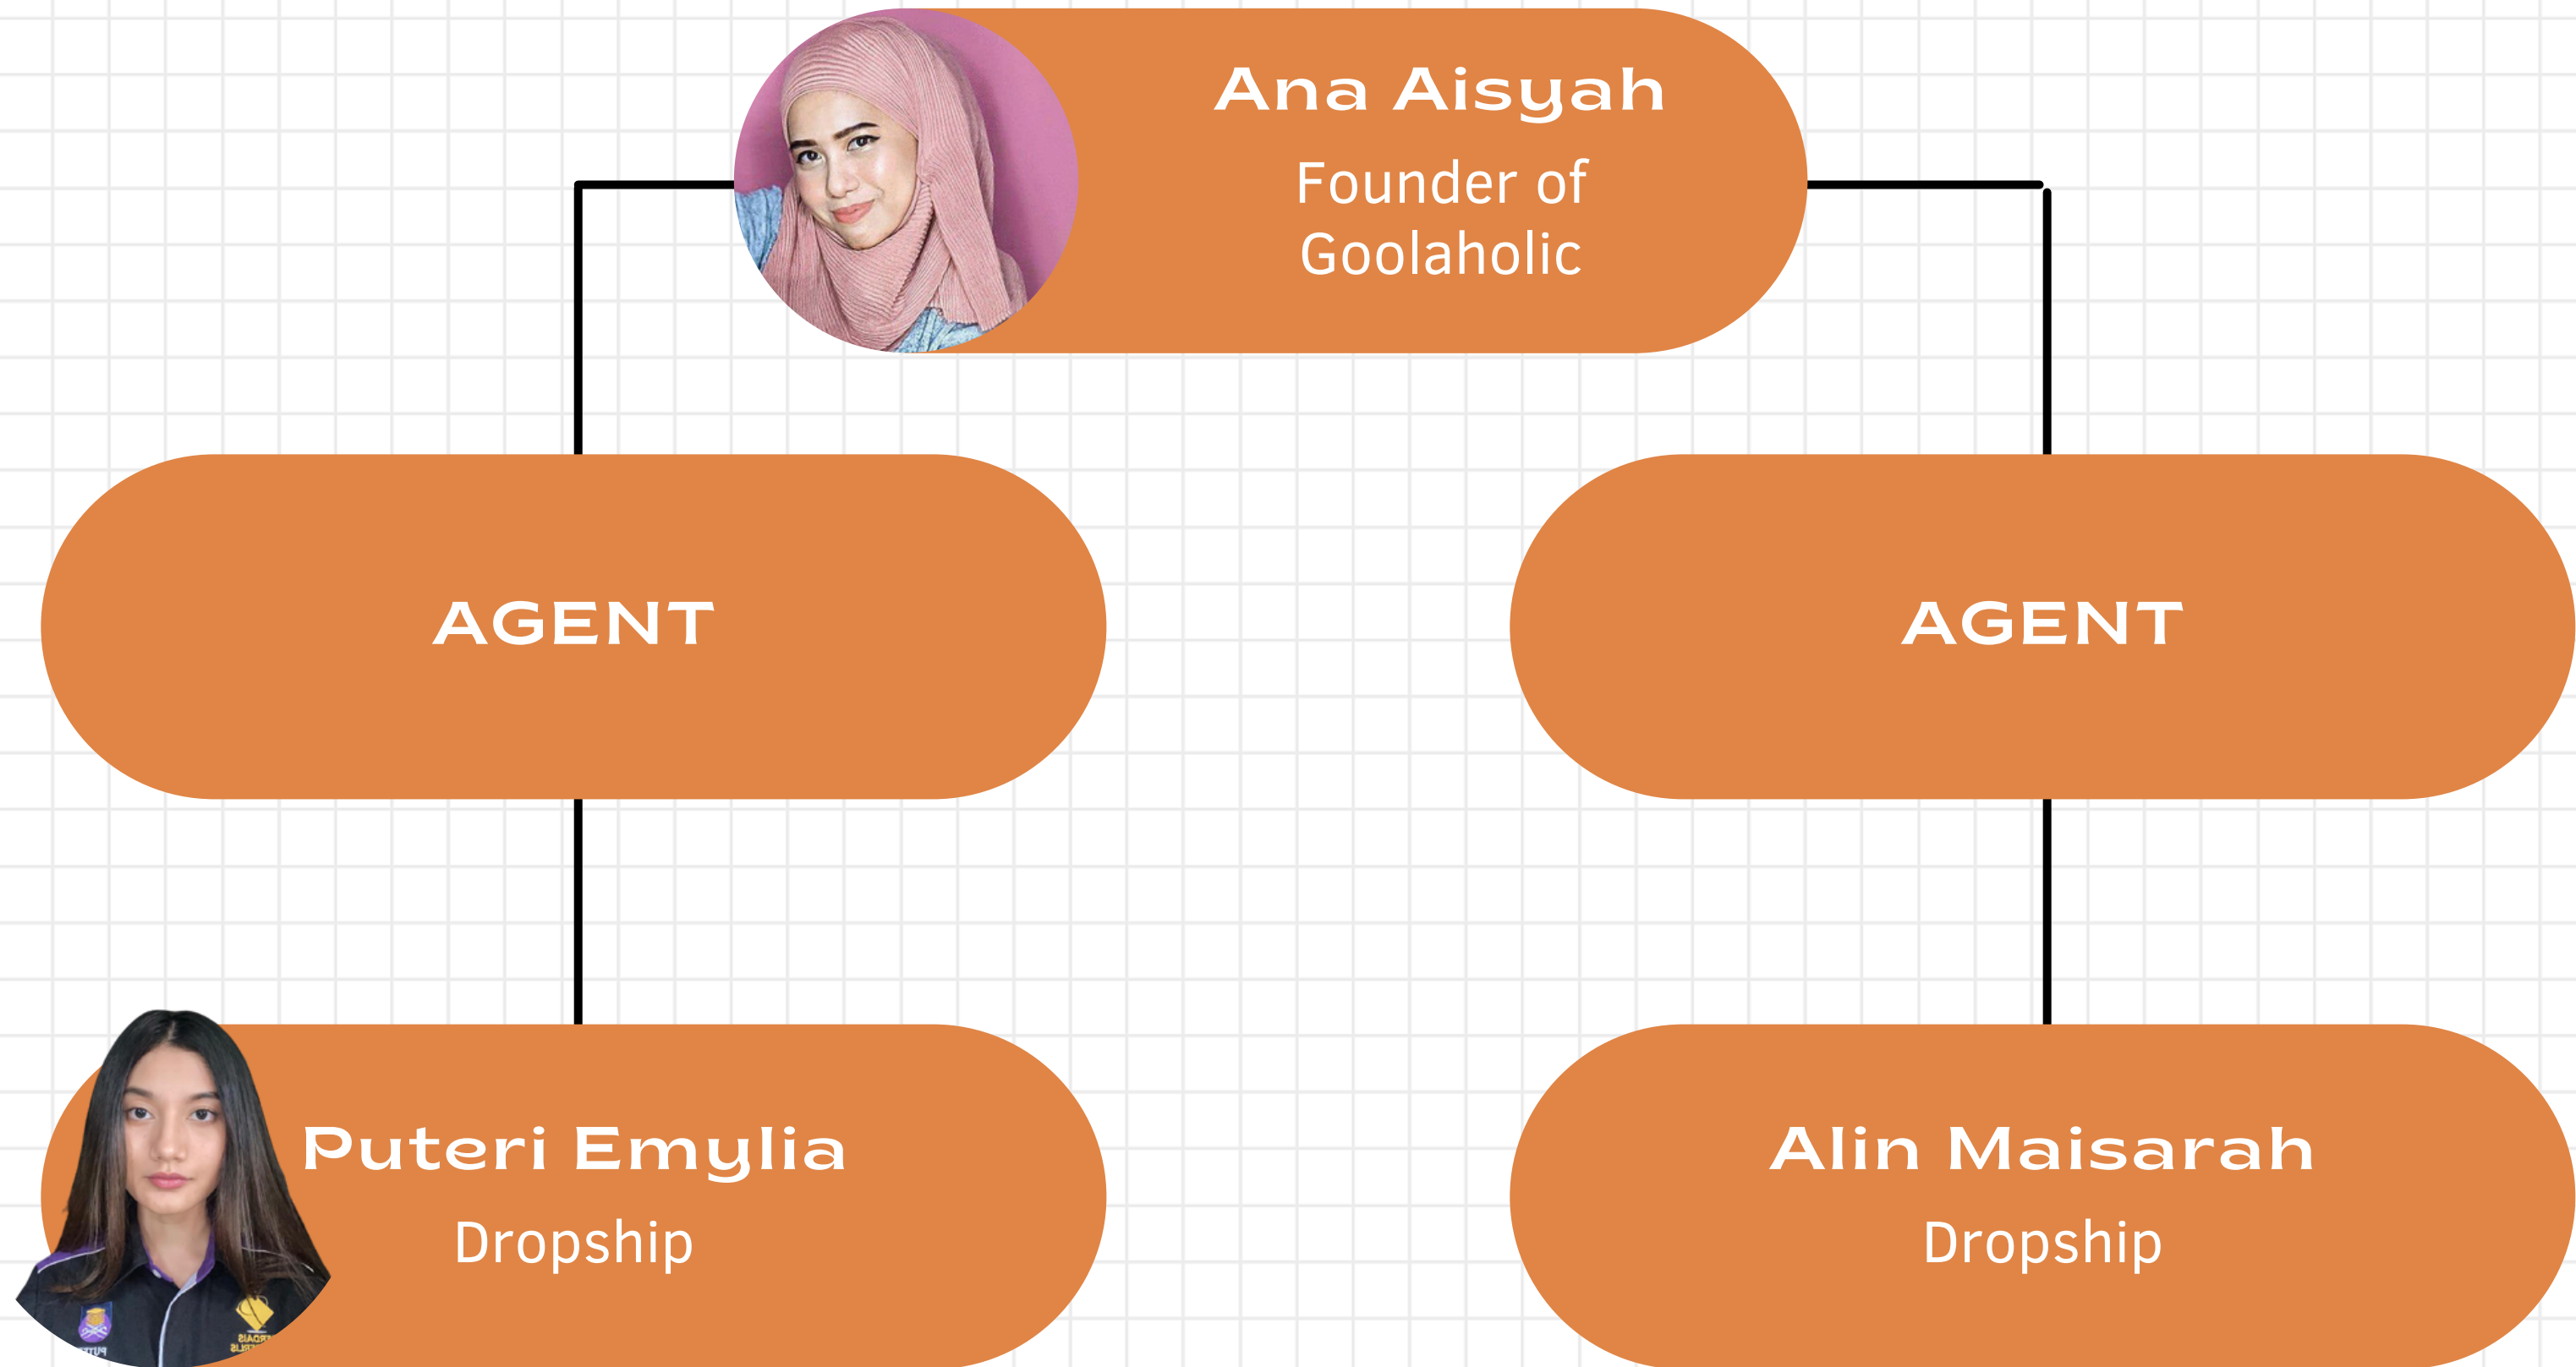 Ana Aisyah
Founder of
Goolaholic
AGENT
AGENT
Puteri Emylia
Dropship
Alin Maisarah
Dropship